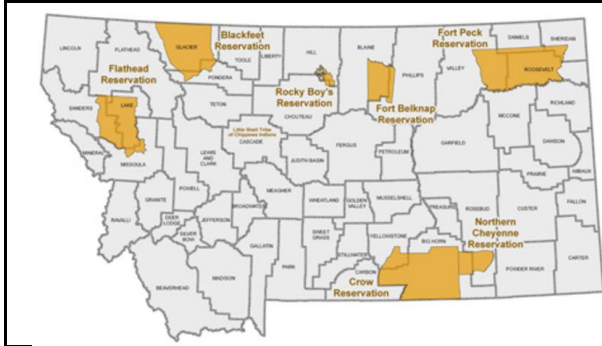 Blackfeet
Reservation
Fort Peck
Reservation
DANIELS
SHERIDAN
LINCOLN
FLATHEAD
GLACIER
TOOLE
LIBERTY
HILL
BLAINE
PHILLIPS
VALLEY
ROOSEVELT
Flathead
Reservation
PONDERA
Rocky Boy's
Reservation
Fort Belknap
Reservation
RICHLAND
SANDERS
LAKE
TETON
CHOUTEAU
MCCONE
Little Shell Tribe
of Chippewa Indians
CASCADE
LEWIS
AND
CLARK
JUDITH BASIN
FERGUS
PETROLEUM
GARFIELD
DAWSON
MINERAL
MISSOULA
PRAIRIE
WIBAUX
POWELL
MEAGHER
WHEATLAND
GOLDEN
VALLEY
MUSSELSHELL
TREASURE
ROSEBUD
CUSTER
FALLON
RAVALLI
GRANITE
DEER
LODGE
SILVER
BOW
JEFFERSON
BROADWATER
Northern
Cheyenne
Reservation
GALLATIN
PARK
SWEET
GRASS
STILLWATER
YELLOWSTONE
BIG HORN
CARBON
POWDER RIVER
CARTER
BEAVERHEAD
MADISON
Crow
Reservation